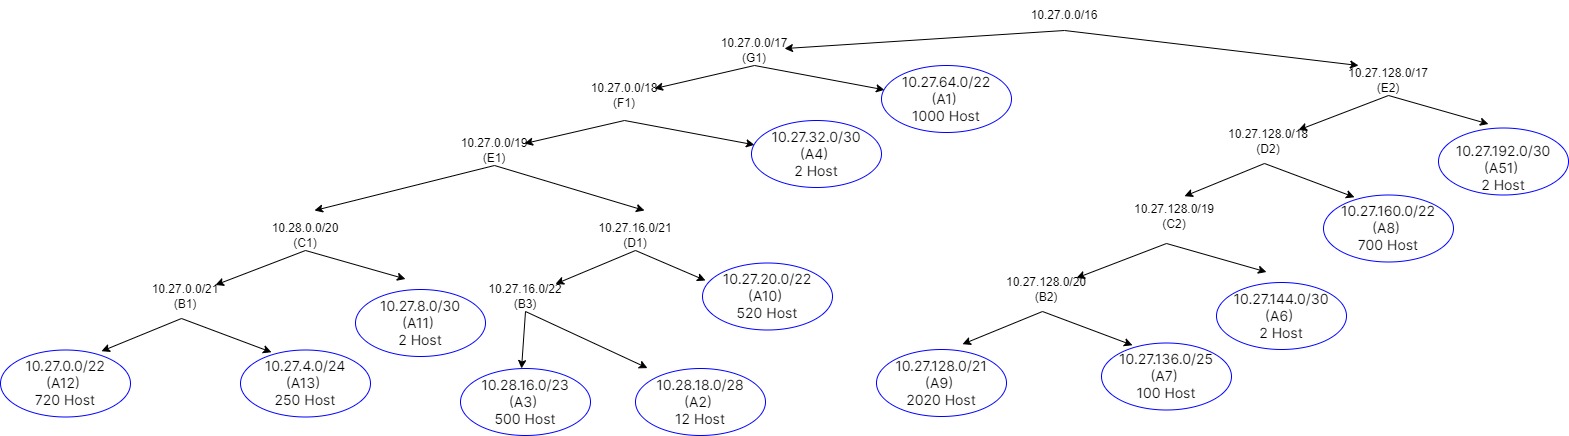 10.27.0.0/16
10.27.0.0/17
(G1)
10.27.128.0/17
(E2)
10.27.0.0/18
(F1)
10.27.64.0/22
(A1)
1000 Host
10.27.0.0/19
(E1)
10.27.32.0/30
(A4)
2 Host
10.27.128.0/18
(D2)
10.27.192.0/30
(A51)
2 Host
10.28.0.0/20
(C1)
10.27.16.0/21
(D1)
10.27.128.0/19
(C2)
10.27.160.0/22
(A8)
700 Host
10.27.0.0/21
(B1)
10.27.8.0/30
(A11)
2 Host
10.27.16.0/22
(B3)
10.27.20.0/22
(A10)
520 Host
10.27.128.0/20
(B2)
10.27.144.0/30
(A6)
2 Host
10.27.0.0/22
(A12)
720 Host
10.27.4.0/24
(A13)
250 Host
10.28.16.0/23
(A3)
500 Host
10.28.18.0/28
(A2)
12 Host
10.27.128.0/21
(A9)
2020 Host
10.27.136.0/25
(A7)
100 Host